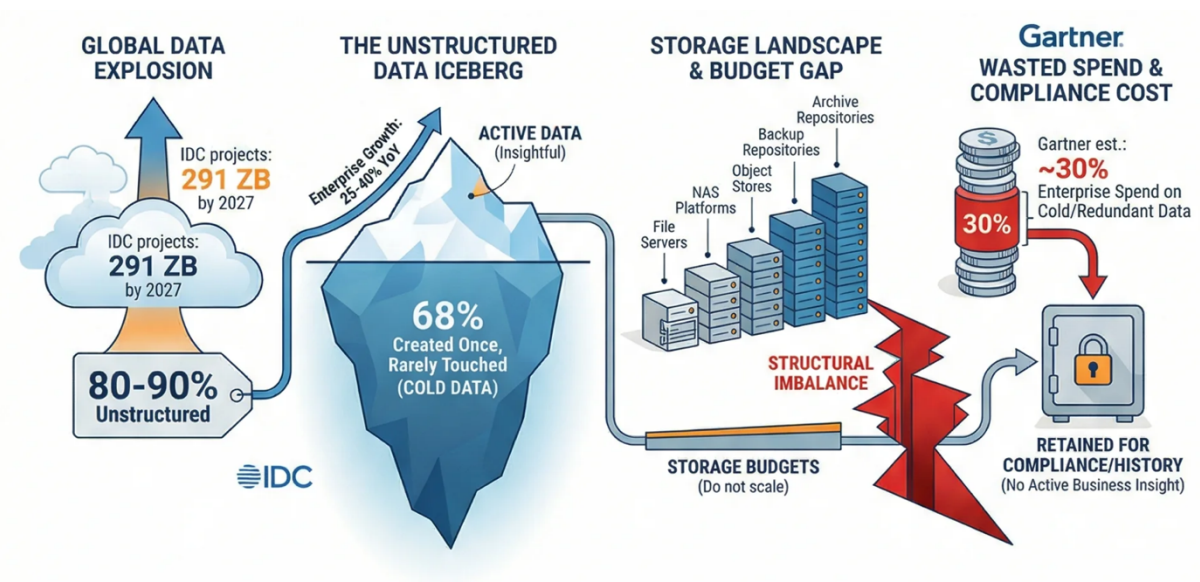 GLOBAL DATA
EXPLOSION
IDC projects:
291 ZB
by 2027
IDC projects:
291 ZB
by 2027
80-90%
Unstructured
IDC
THE UNSTRUCTURED
DATA ICEBERG
Enterprise Growth:
25-40% YoY
ACTIVE DATA
(Insightful)
68%
Created Once,
Rarely Touched
(COLD DATA)
STORAGE LANDSCAPE
& BUDGET GAP
File
Servers
NAS
Platforms
Object
Stores
Backup
Repositories
Archive
Repositories
STRUCTURAL
IMBALANCE
STORAGE BUDGETS
(Do not scale)
Gartner.
WASTED SPEND &
COMPLIANCE COST
$
30%
Gartner est.:
~30%
Enterprise Spend on
Cold/Redundant Data
RETAINED FOR
COMPLIANCE/HISTORY
(No Active Business Insight)